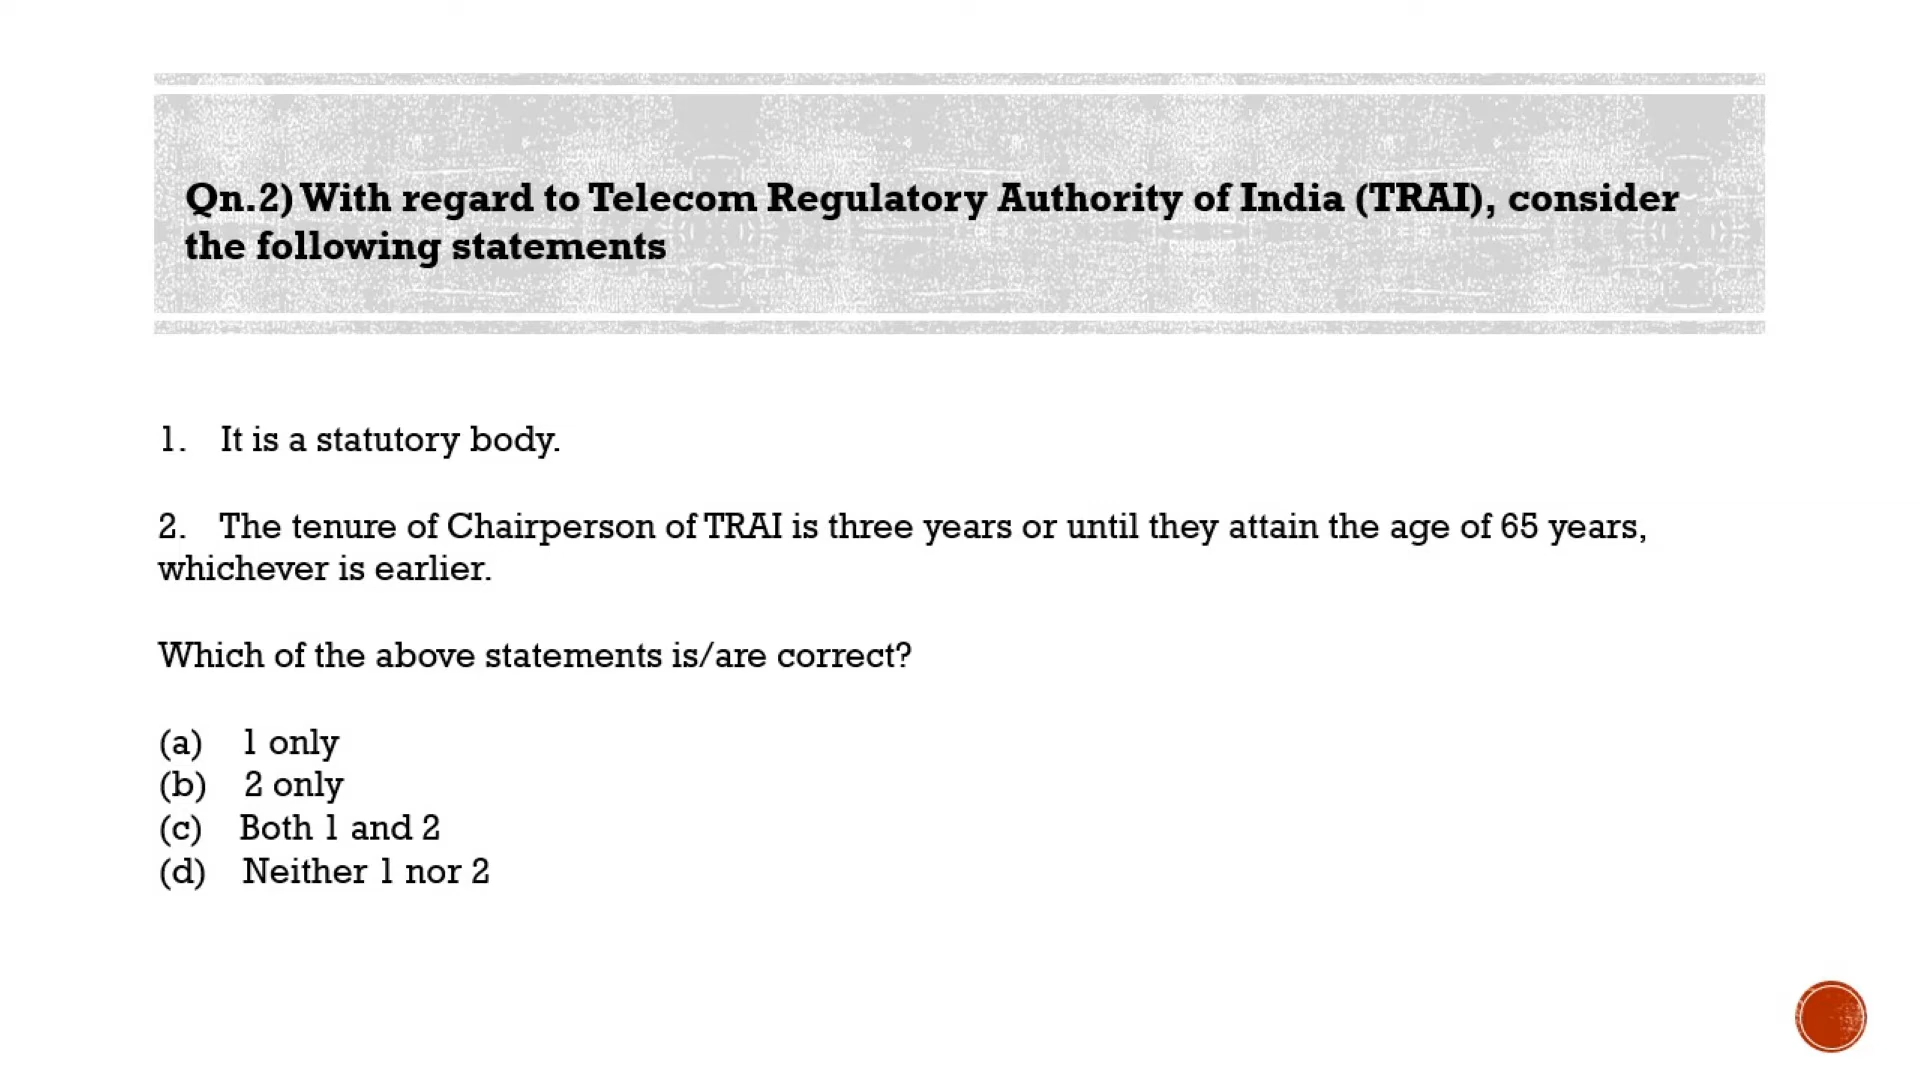 Qn.2) With regard to Telecom Regulatory Authority of India (TRAI), consider
the following statements
1. It is a statutory body.
2. The tenure of Chairperson of TRAI is three years or until they attain the age of 65 years,
whichever is earlier.
Which of the above statements is/are correct?
(a) 1 only
(b) 2 only
(c) Both 1 and 2
(d) Neither 1 nor 2